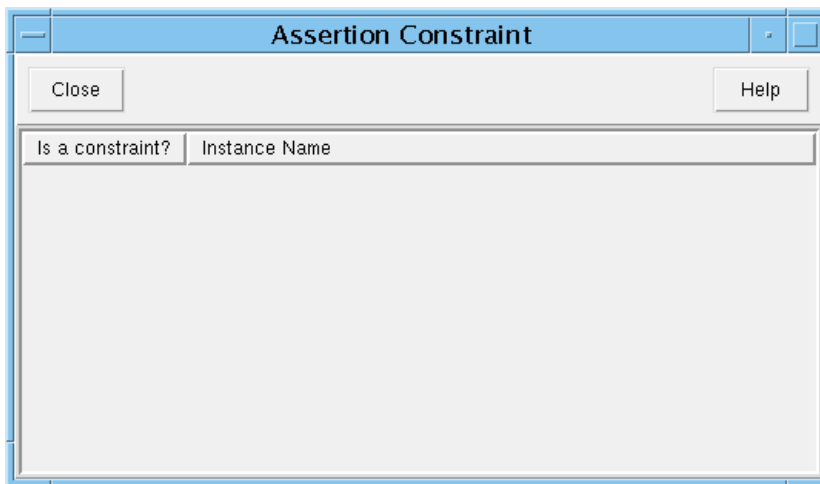 Assertion Constraint
Close Help
Is a constraint? Instance Name